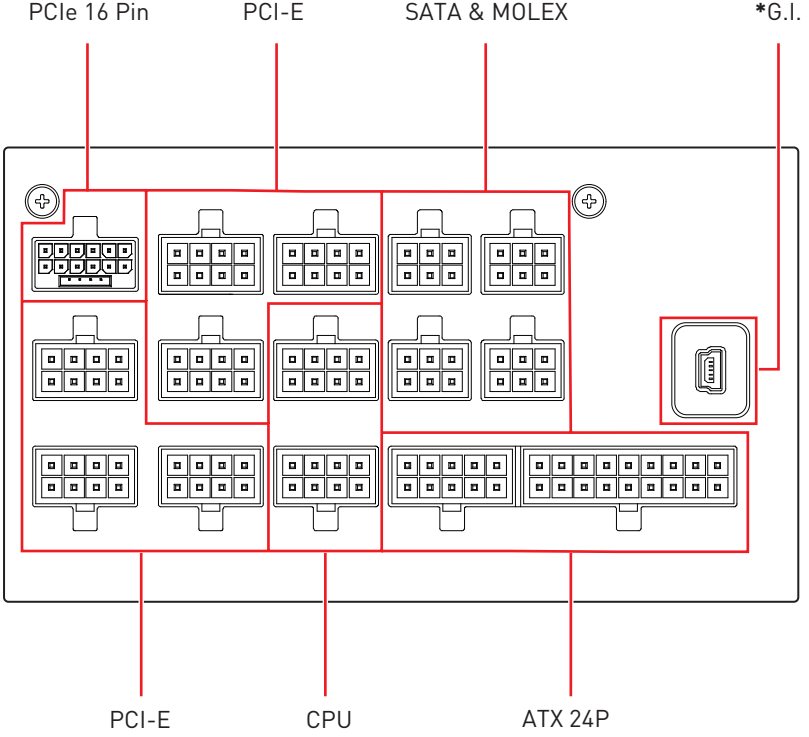 PCIe 16 Pin
PCI-E
SATA & MOLEX
*G.I.
PCI-E
CPU
ATX 24P